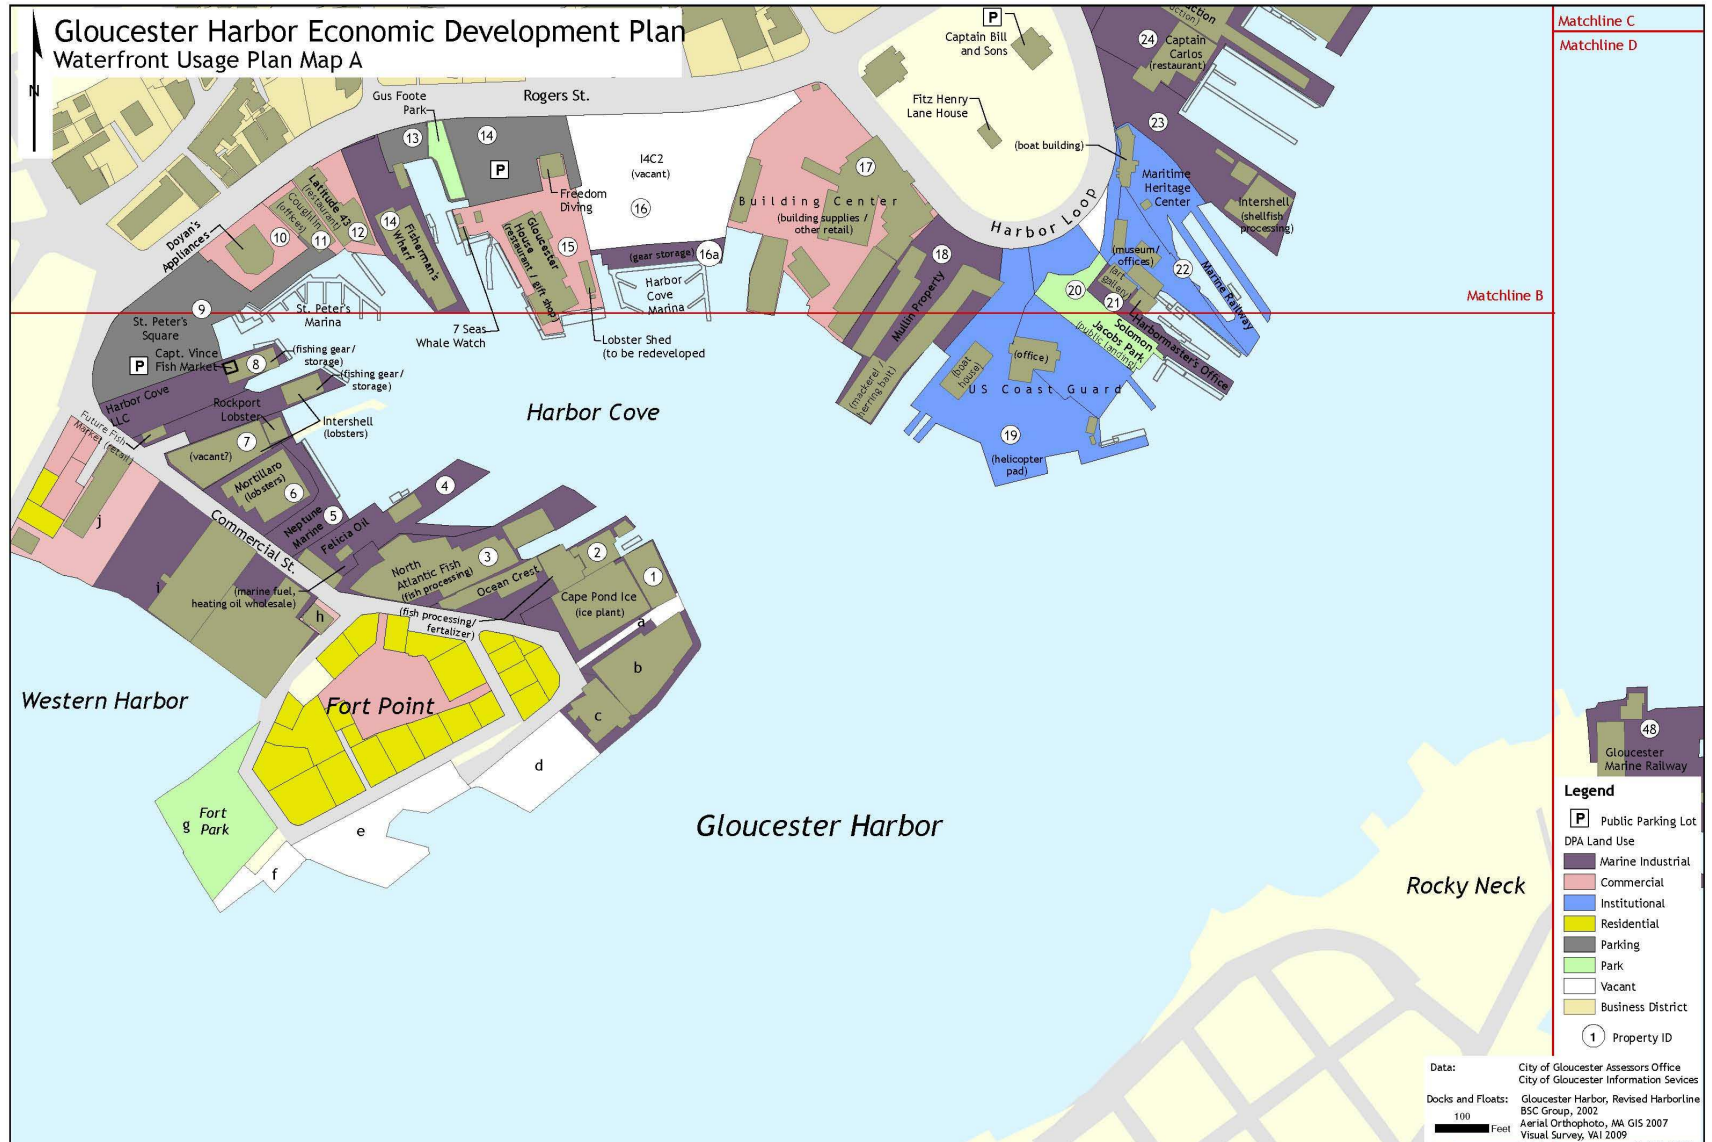 Gloucester Harbor Economic Development Plan
Waterfront Usage Plan Map A
N
Matchline C
Matchline D
Matchline B
Rogers St.
Gus Foote
Park
13
14
P
Freedom
Diving
I4C2
(vacant)
16
16a
(gear storage)
Harbor
Cove
Marina
17
Building Center
(building supplies /
other retail)
P
Captain Bill
and Sons
Fitz Henry
Lane House
Harbor Loop
(boat building)
24
Captain
Carlos
(restaurant)
23
Maritime
Heritage
Center
Intershell
(shellfish
processing)
(museum/
offices)
22
Marine Railway
(art
gallery)
21
20
Harbormaster's Office
Solomon
Jacobs Park
(public landing)
18
Mullin Property
(mackerel /
herring bait)
(boat
house)
(office)
US Coast Guard
19
(helicopter
pad)
Doyan's
Appliances
10
Latitude 43
(restaurant)
Coughlin
(offices)
11
12
14
Fisherman's
Wharf
Gloucester
House
(restaurant / gift shop)
15
7 Seas
Whale Watch
Lobster Shed
(to be redeveloped
9
St. Peter's
Square
St. Peter's
Marina
P
Capt. Vince
Fish Market
8
(fishing gear/
storage)
(fishing gear/
storage)
Harbor Cove
LLC
Rockport
Lobster
Intershell
(lobsters)
Future Fish
Market (retail)
7
(vacant?)
Mortillaro
(lobsters)
6
Neptune
Marine
5
Felicia Oil
4
Harbor Cove
Commercial St.
j
i
(marine fuel,
heating oil wholesale)
h
North
Atlantic Fish
(fish processing)
3
Ocean Crest
2
(fish processing/
fertalizer)
Cape Pond Ice
(ice plant)
1
a
b
c
d
e
f
g
Fort
Park
Fort Point
Western Harbor
Gloucester Harbor
Rocky Neck
48
Gloucester
Marine Railway
Legend
P Public Parking Lot
DPA Land Use
Marine Industrial
Commercial
Institutional
Residential
Parking
Park
Vacant
Business District
1 Property ID
Data: City of Gloucester Assessors Office
City of Gloucester Information Sevices
Docks and Floats: Gloucester Harbor, Revised Harborline
BSC Group, 2002
Aerial Orthophoto, MA GIS 2007
Visual Survey, VAI 2009
100
Feet